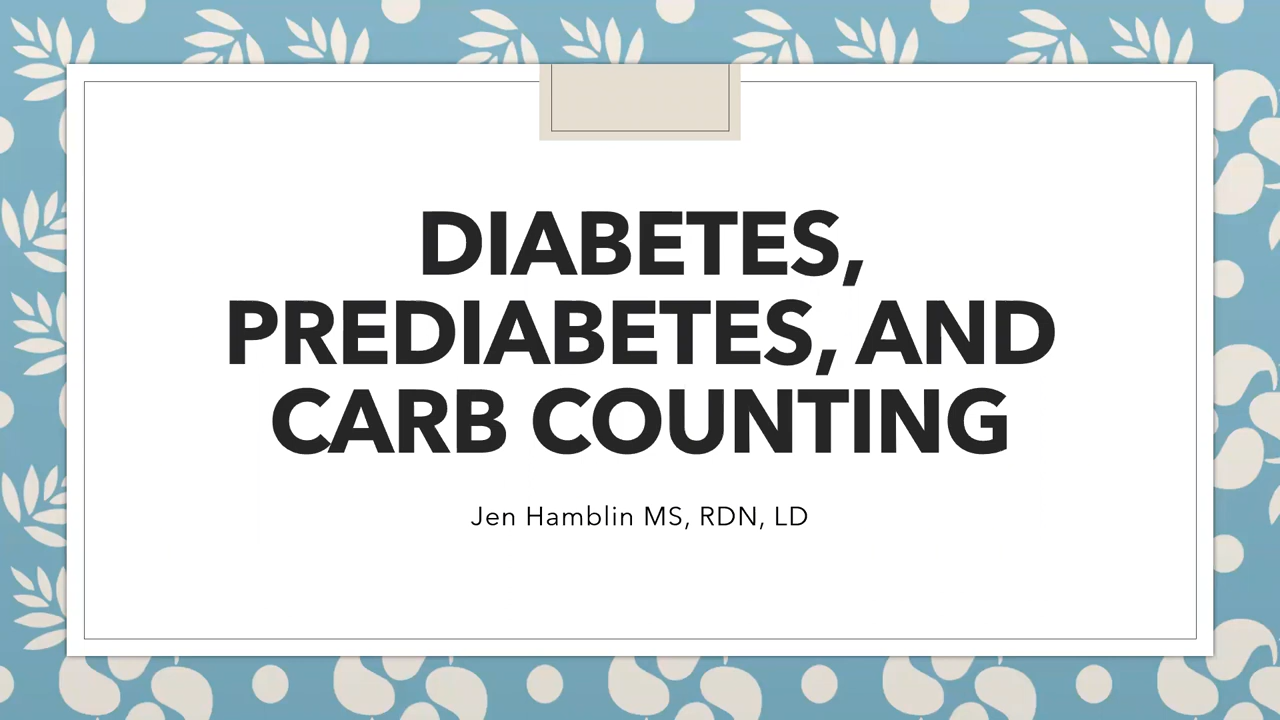 DIABETES,
PREDIABETES, AND
CARB COUNTING
Jen Hamblin MS, RDN, LD